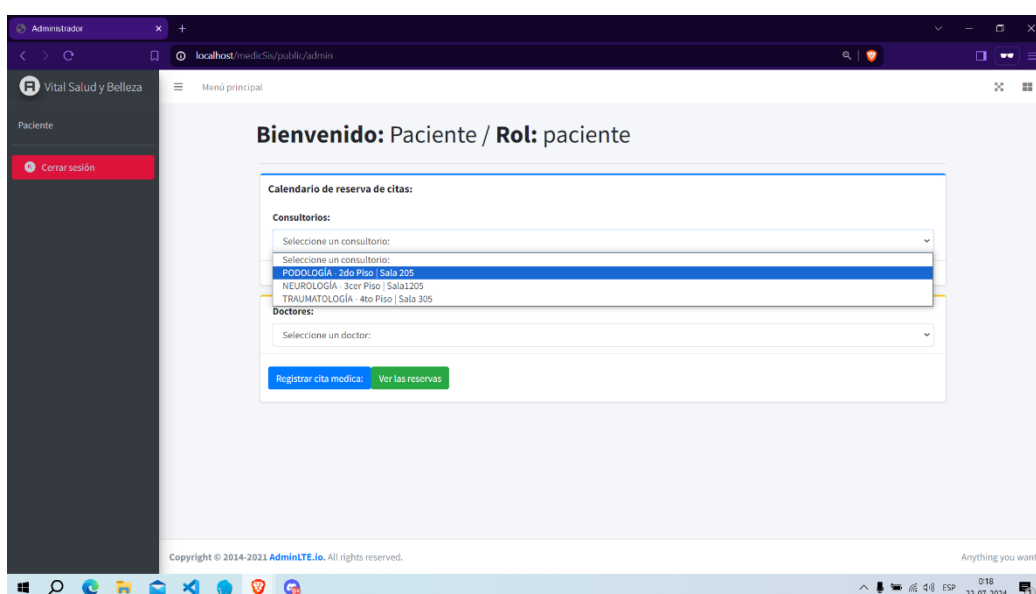 Administrador
localhost/medicSis/public/admin
Vital Salud y Belleza
Menú principal
Paciente
Cerrar sesión
Bienvenido: Paciente / Rol: paciente
Calendario de reserva de citas:
Consultorios:
Seleccione un consultorio:
Seleccione un consultorio:
PODOLOGÍA - 2do Piso | Sala 205
NEUROLOGÍA - 3cer Piso | Sala1205
TRAUMATOLOGÍA - 4to Piso | Sala 305
Doctores:
Seleccione un doctor:
Registrar cita medica: Ver las reservas
Copyright © 2014-2021 AdminLTE.io. All rights reserved.
Anything you want
ESP
0:18
22-07-2024